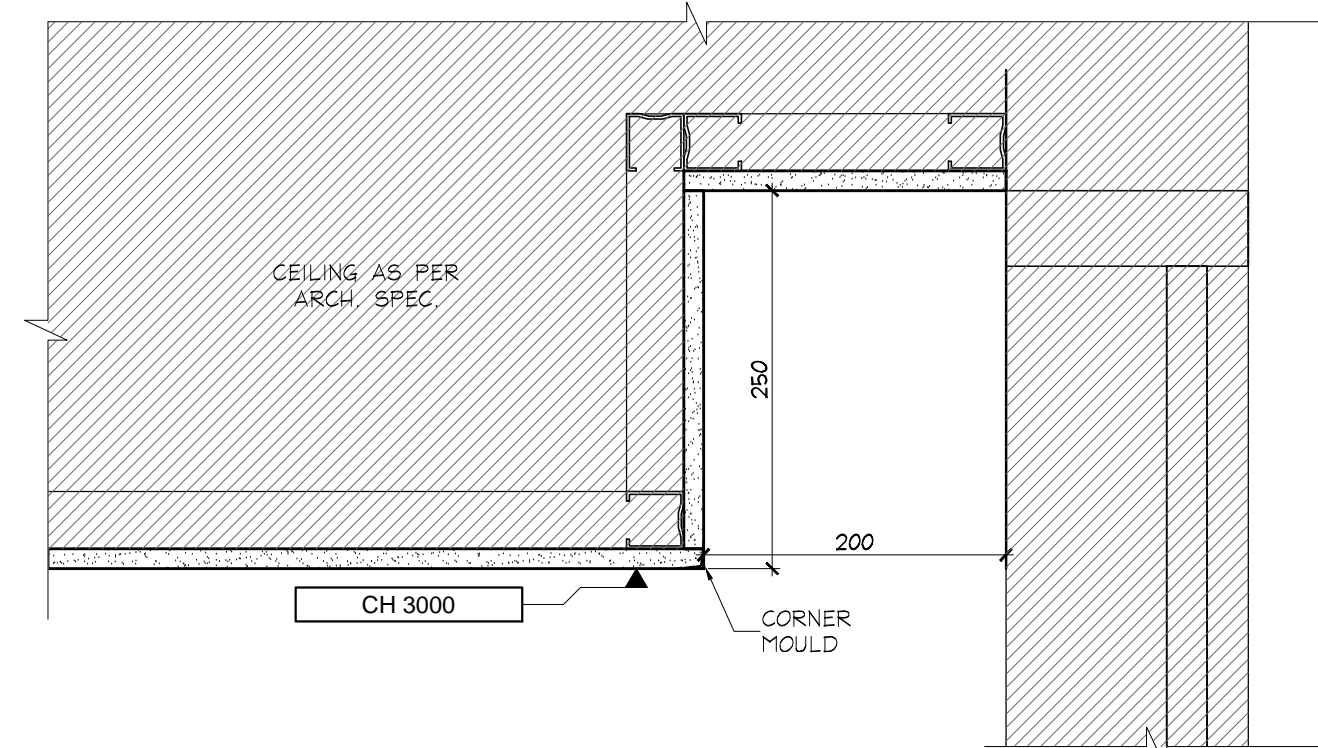 CEILING AS PER
ARCH. SPEC.
250
200
CH 3000
CORNER
MOULD